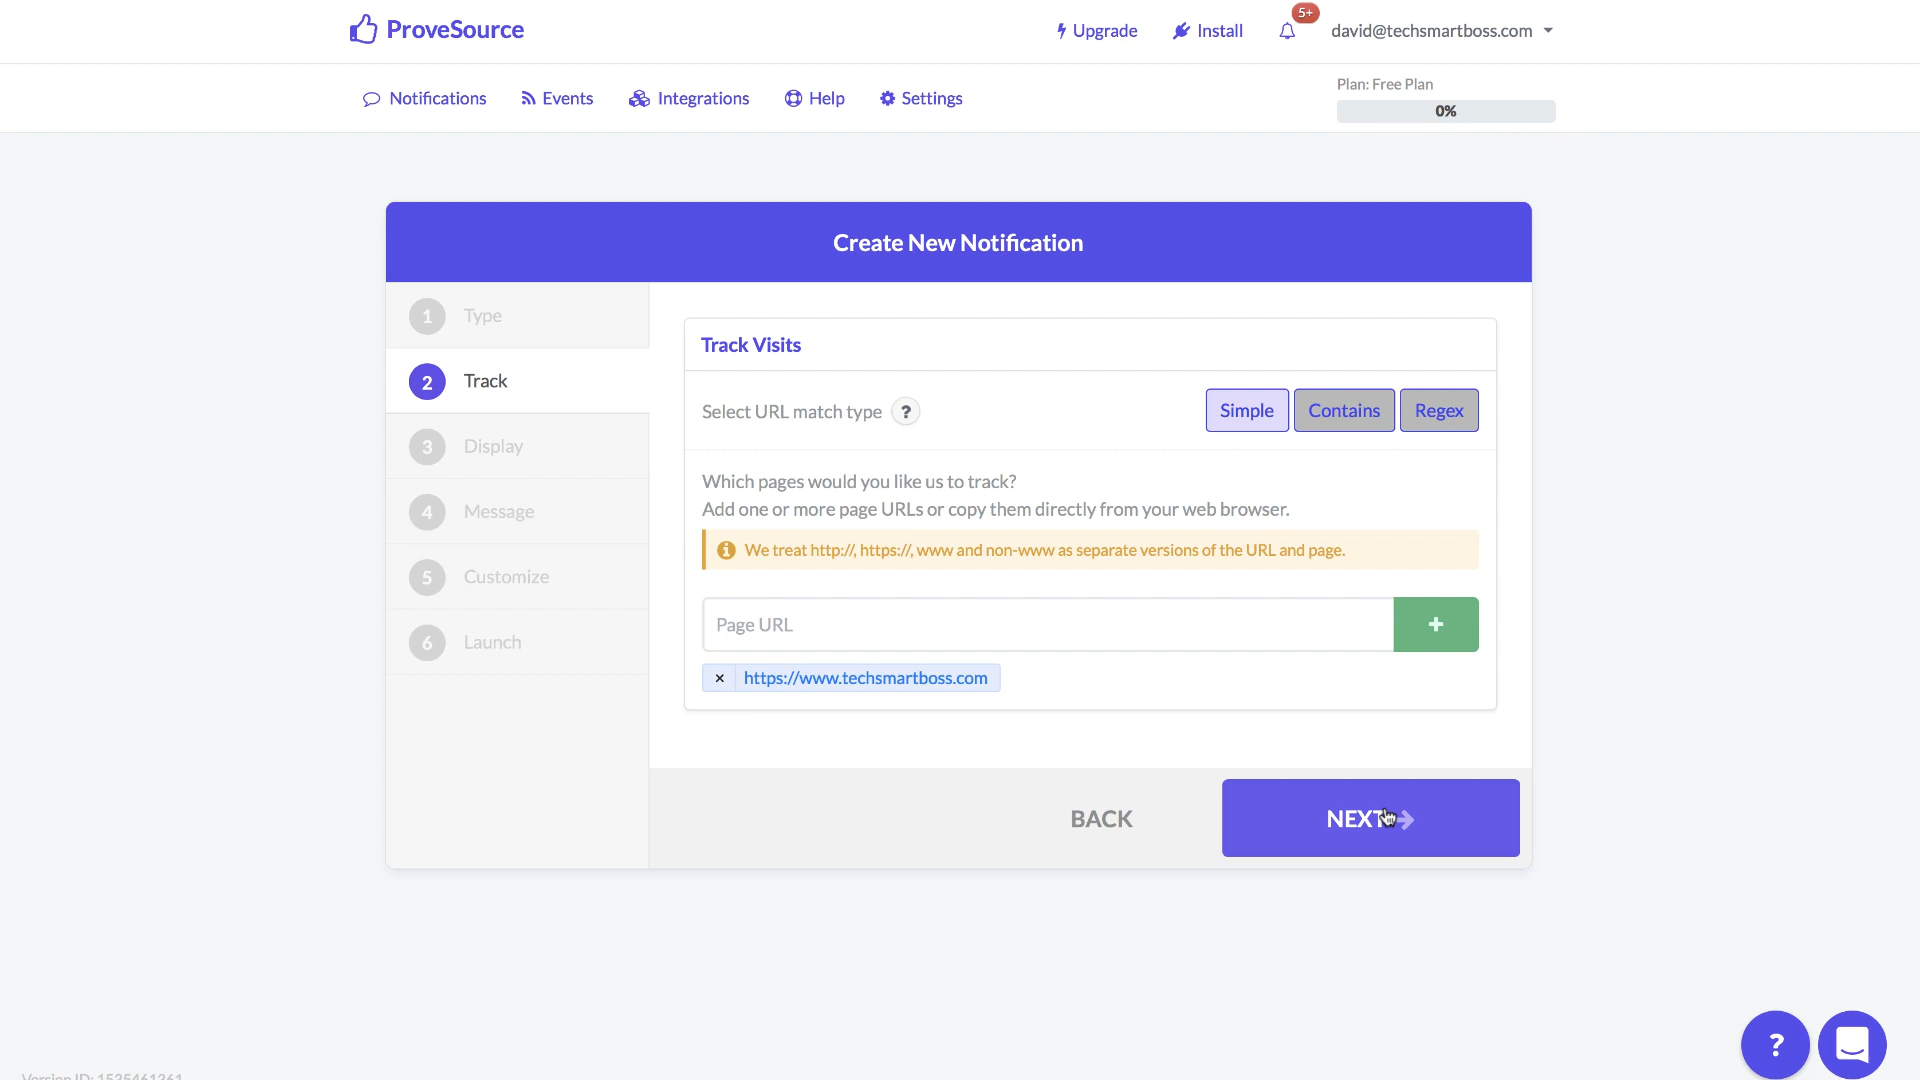 ProveSource
Upgrade
Install
5+
david@techsmartboss.com
Notifications
Events
Integrations
Help
Settings
Plan: Free Plan
0%
Create New Notification
1 Type
2 Track
3 Display
4 Message
5 Customize
6 Launch
Track Visits
Select URL match type ?
Simple
Contains
Regex
Which pages would you like us to track?
Add one or more page URLs or copy them directly from your web browser.
We treat http://, https://, www and non-www as separate versions of the URL and page.
Page URL
+
× https://www.techsmartboss.com
BACK
NEXT
?
Version ID: 1535461361